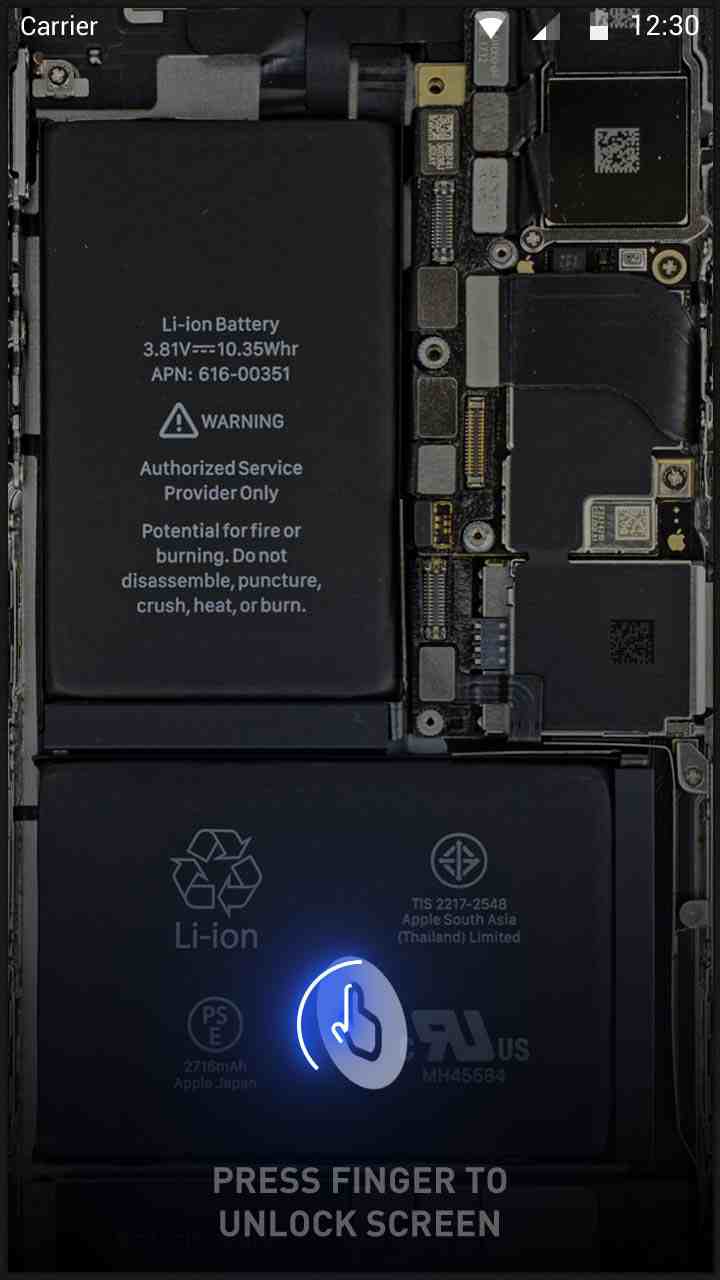 Carrier
12:30
Li-ion Battery
3.81V⎓10.35Whr
APN: 616-00351
WARNING
Authorized Service
Provider Only
Potential for fire or
burning. Do not
disassemble, puncture,
crush, heat, or burn.
Li-ion
TIS 2217-2548
Apple South Asia
(Thailand) Limited
PS
E
2716mAh
Apple Japan
US
MH45584
PRESS FINGER TO
UNLOCK SCREEN